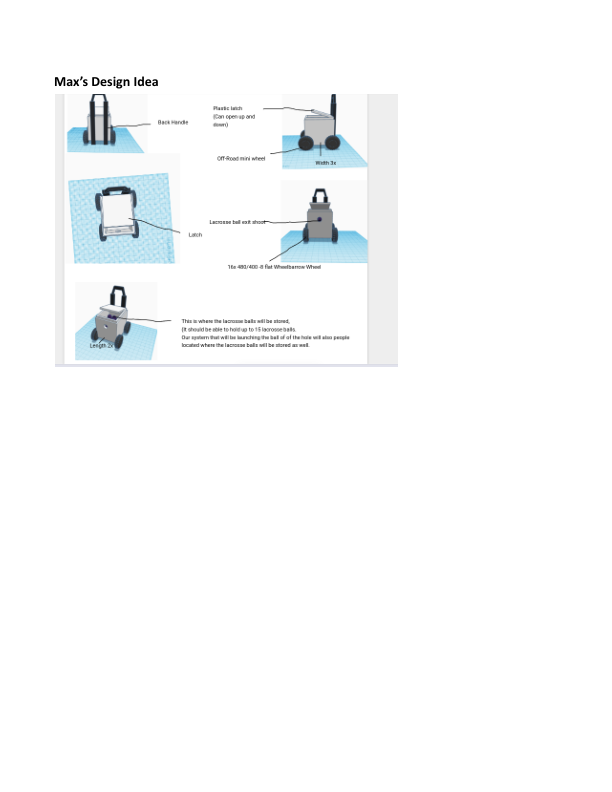 Max's Design Idea
Back Handle
Plastic latch
(Can open up and
down)
Off-Road mini wheel
Width 3x
Latch
Lacrosse ball exit shoot
16x 480/400 -8 flat Wheelbarrow Wheel
Length 2x
This is where the lacrosse balls will be stored,
(It should be able to hold up to 15 lacrosse balls.
Our system that will be launching the ball of of the hole will also people
located where the lacrosse balls will be stored as well.